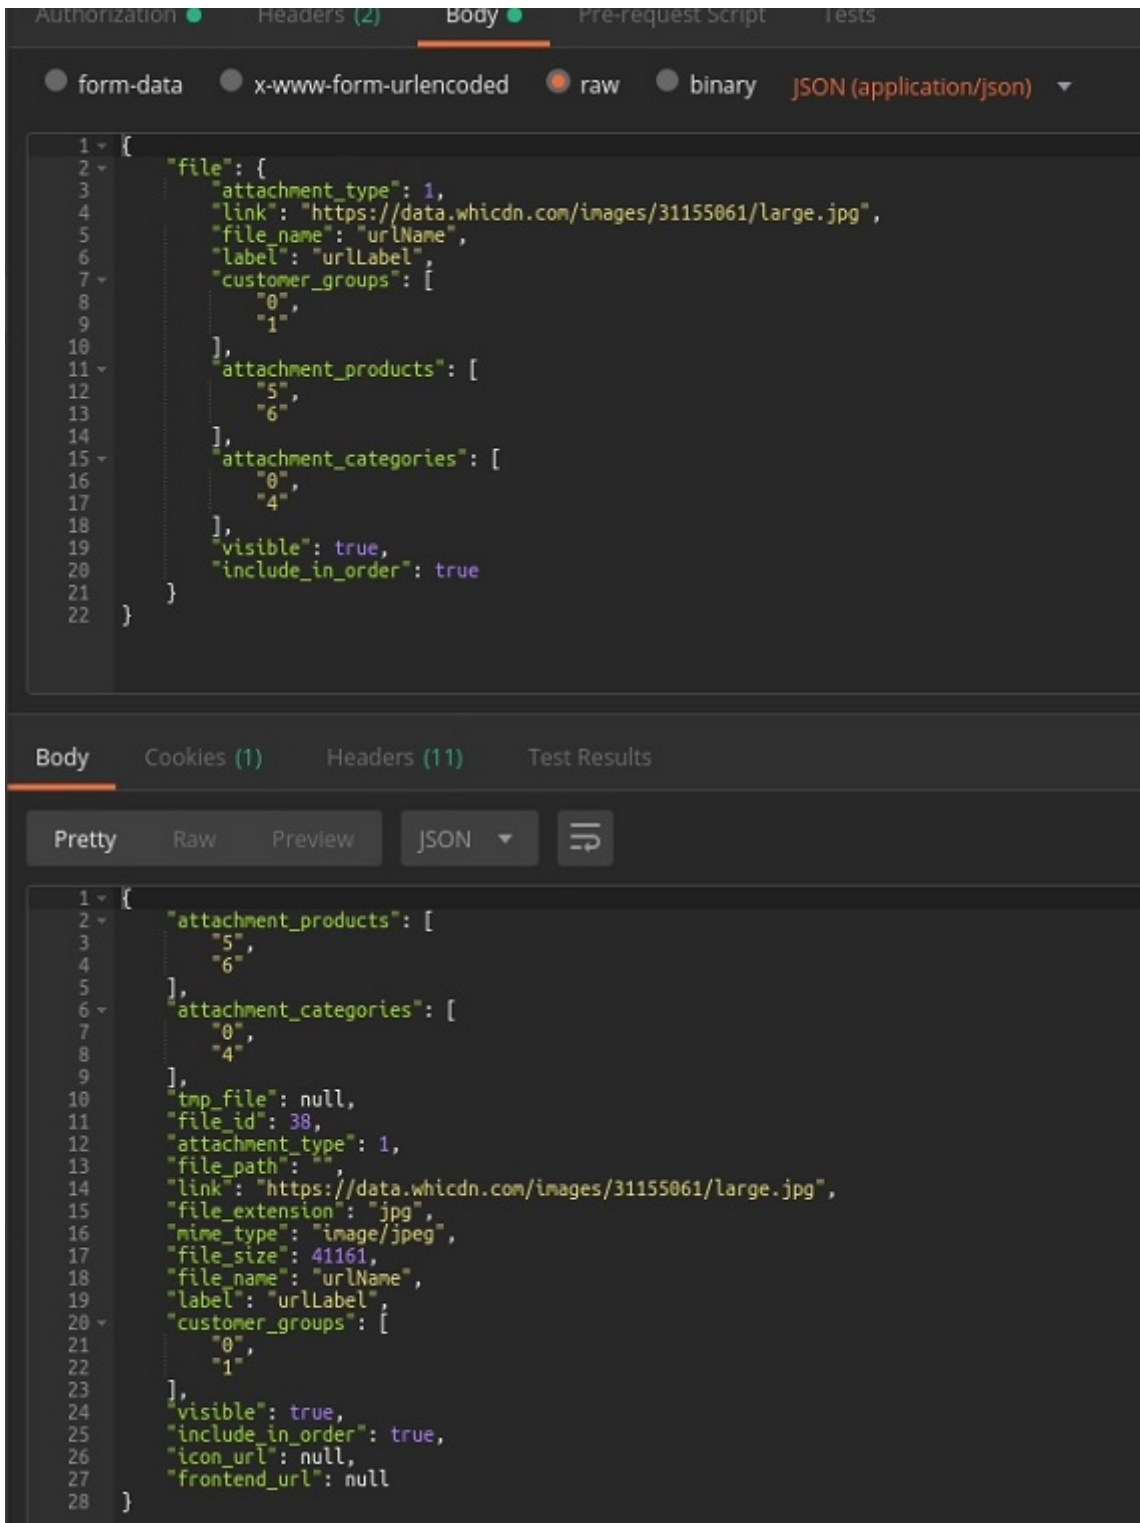 Authorization Headers (2) Body Pre-request Script Tests
form-data x-www-form-urlencoded raw binary JSON (application/json)
1 {
2 "file": {
3 "attachment_type": 1,
4 "link": "https://data.whicdn.com/images/31155061/large.jpg",
5 "file_name": "urlName",
6 "label": "urlLabel",
7 "customer_groups": [
8 "0",
9 "1"
10 ],
11 "attachment_products": [
12 "5",
13 "6"
14 ],
15 "attachment_categories": [
16 "0",
17 "4"
18 ],
19 "visible": true,
20 "include_in_order": true
21 }
22 }
Body Cookies (1) Headers (11) Test Results
Pretty Raw Preview JSON
1 {
2 "attachment_products": [
3 "5",
4 "6"
5 ],
6 "attachment_categories": [
7 "0",
8 "4"
9 ],
10 "tmp_file": null,
11 "file_id": 38,
12 "attachment_type": 1,
13 "file_path": "",
14 "link": "https://data.whicdn.com/images/31155061/large.jpg",
15 "file_extension": "jpg",
16 "mime_type": "image/jpeg",
17 "file_size": 41161,
18 "file_name": "urlName",
19 "label": "urlLabel",
20 "customer_groups": [
21 "0",
22 "1"
23 ],
24 "visible": true,
25 "include_in_order": true,
26 "icon_url": null,
27 "frontend_url": null
28 }